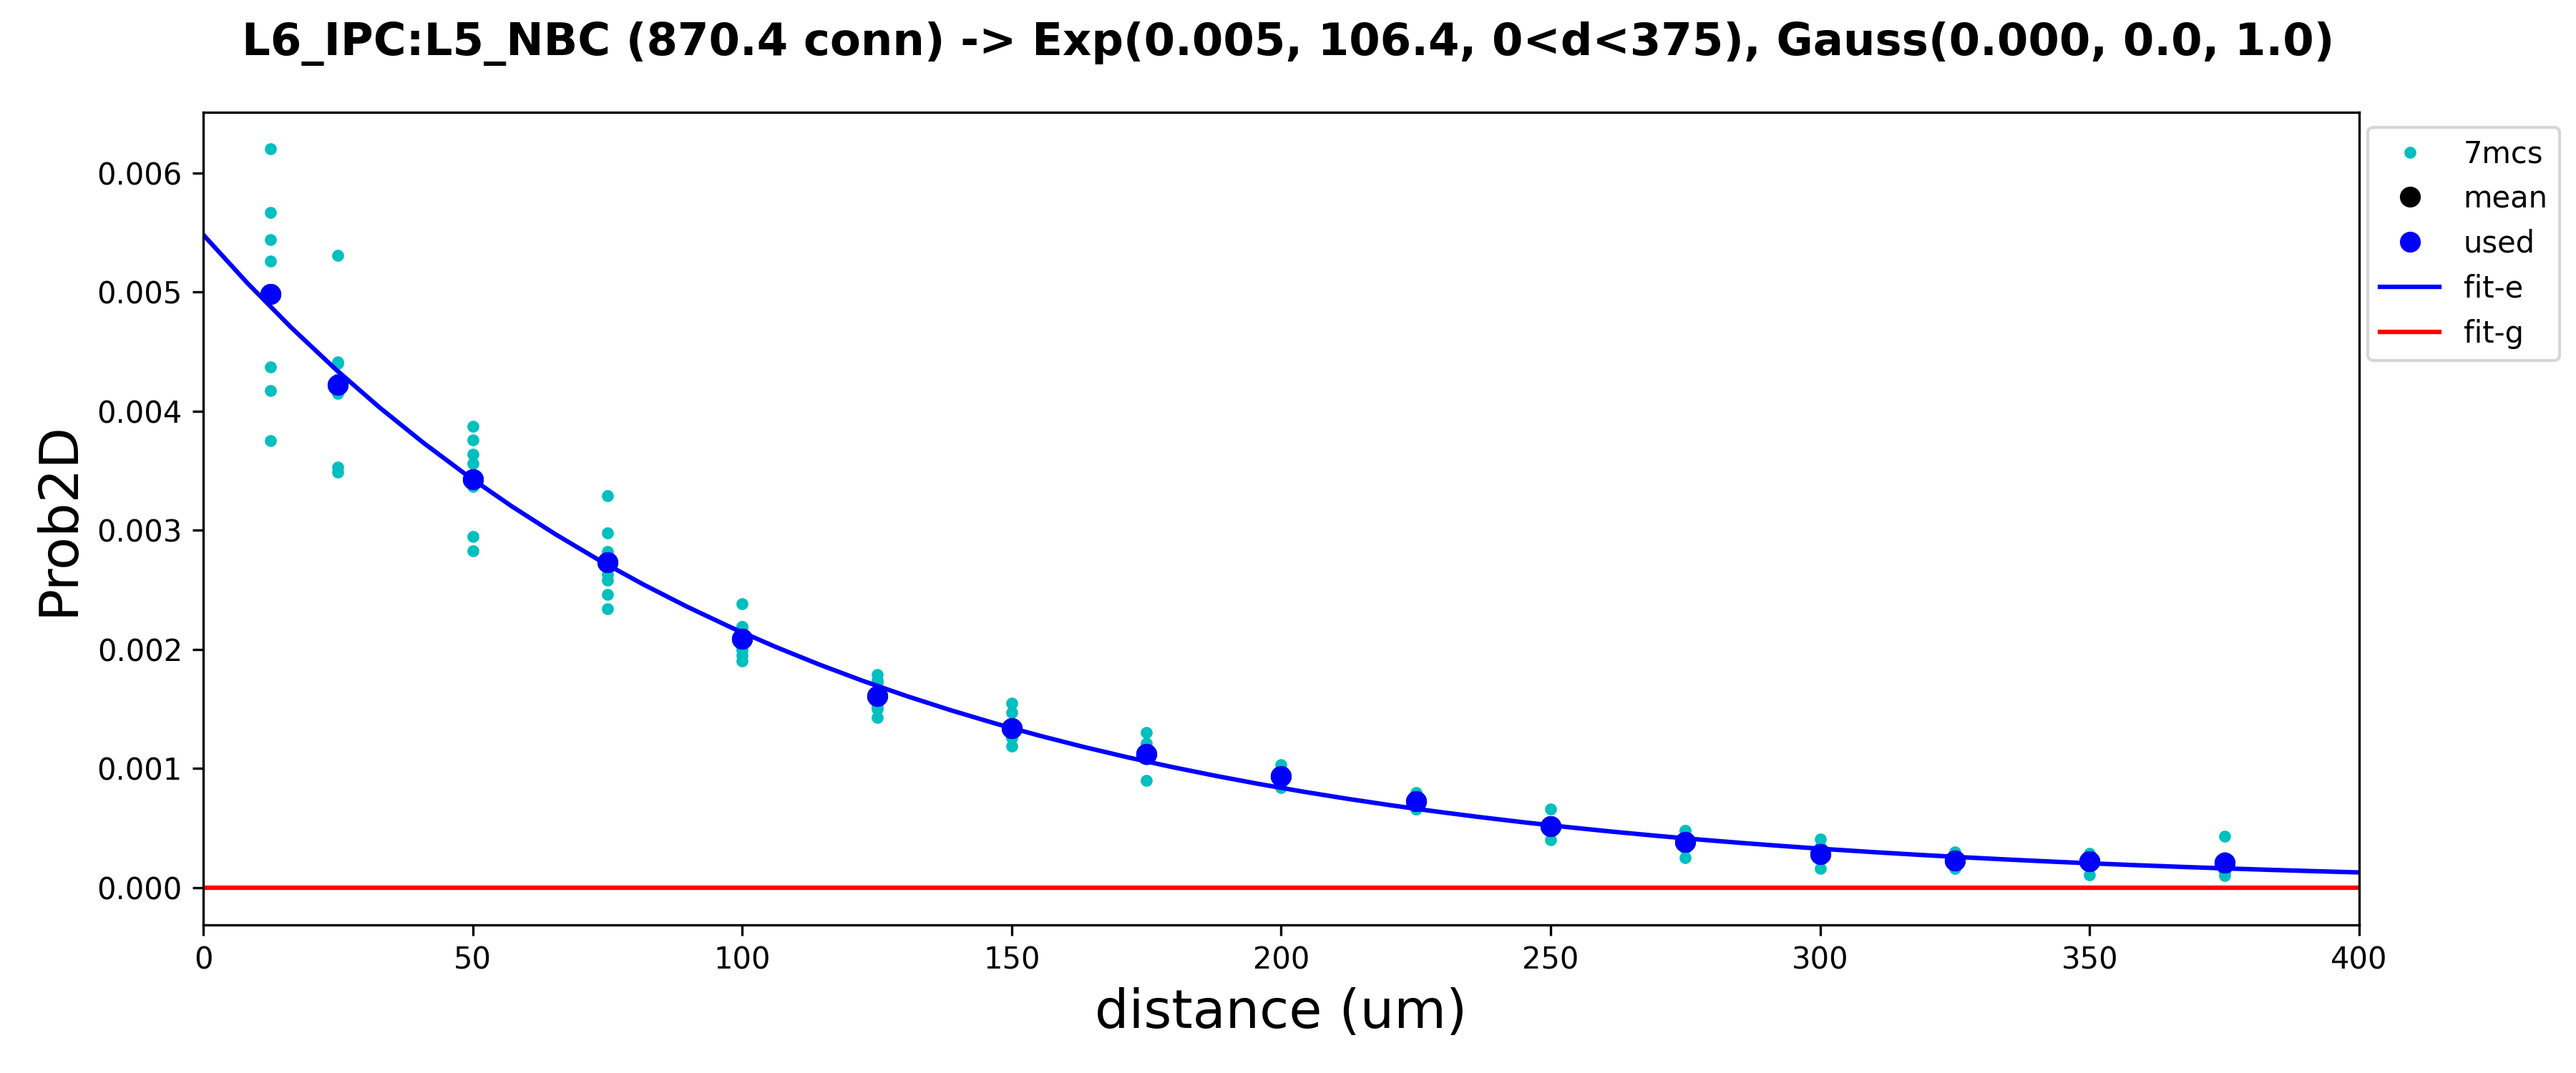 L6_IPC:L5_NBC (870.4 conn) -> Exp(0.005, 106.4, 0<d<375), Gauss(0.000, 0.0, 1.0)
7mcs
mean
used
fit-e
fit-g
Prob2D
0.006
0.005
0.004
0.003
0.002
0.001
0.000
0 50 100 150 200 250 300 350 400
distance (um)